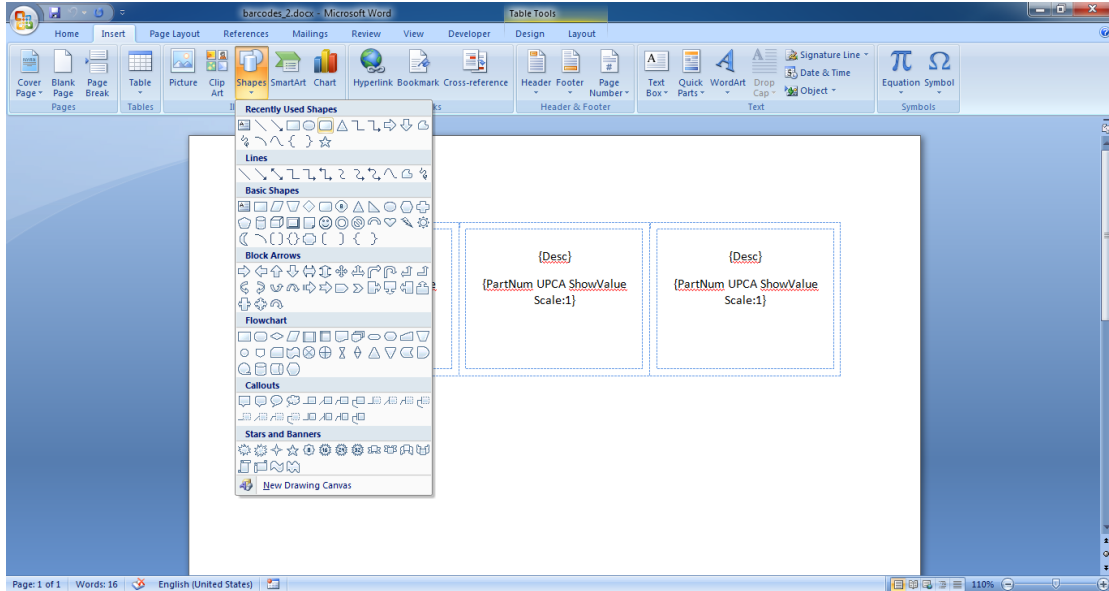 barcodes_2.docx - Microsoft Word
Table Tools
Home Insert Page Layout References Mailings Review View Developer Design Layout
Cover Page
Blank Page
Page Break
Table
Picture
Clip Art
Shapes
SmartArt
Chart
Hyperlink
Bookmark
Cross-reference
Header
Footer
Page Number
Text Box
Quick Parts
WordArt
Drop Cap
Signature Line
Date & Time
Object
Equation
Symbol
Pages
Tables
Header & Footer
Text
Symbols
Recently Used Shapes
Lines
Basic Shapes
Block Arrows
Flowchart
Callouts
Stars and Banners
New Drawing Canvas
{Desc}
{PartNum UPCA ShowValue
Scale:1}
{Desc}
{PartNum UPCA ShowValue
Scale:1}
Page: 1 of 1 Words: 16 English (United States) 110%